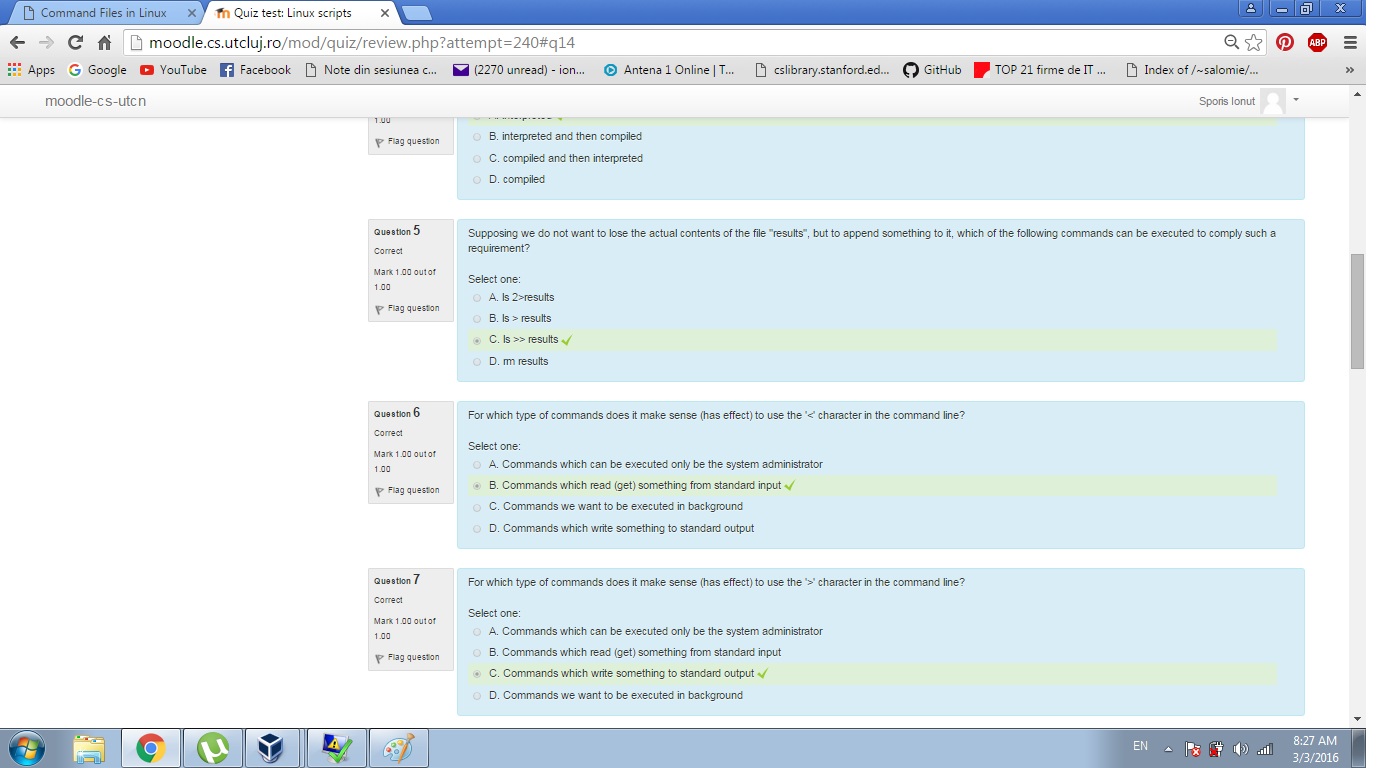 Command Files in Linux
Quiz test: Linux scripts
moodle.cs.utcluj.ro/mod/quiz/review.php?attempt=240#q14
ABP
Apps
Google
YouTube
Facebook
Note din sesiunea c...
(2270 unread) - ion...
Antena 1 Online | T...
cslibrary.stanford.ed...
GitHub
TOP 21 firme de IT ...
Index of /~salomie/...
»
moodle-cs-utcn
Sporis Ionut
1.00
Flag question
A. interpreted
B. interpreted and then compiled
C. compiled and then interpreted
D. compiled
Question 5
Correct
Mark 1.00 out of
1.00
Flag question
Supposing we do not want to lose the actual contents of the file "results", but to append something to it, which of the following commands can be executed to comply such a
requirement?
Select one:
A. ls 2>results
B. ls > results
C. ls >> results
D. rm results
Question 6
Correct
Mark 1.00 out of
1.00
Flag question
For which type of commands does it make sense (has effect) to use the '<' character in the command line?
Select one:
A. Commands which can be executed only be the system administrator
B. Commands which read (get) something from standard input
C. Commands we want to be executed in background
D. Commands which write something to standard output
Question 7
Correct
Mark 1.00 out of
1.00
Flag question
For which type of commands does it make sense (has effect) to use the '>' character in the command line?
Select one:
A. Commands which can be executed only be the system administrator
B. Commands which read (get) something from standard input
C. Commands which write something to standard output
D. Commands we want to be executed in background
EN
8:27 AM
3/3/2016